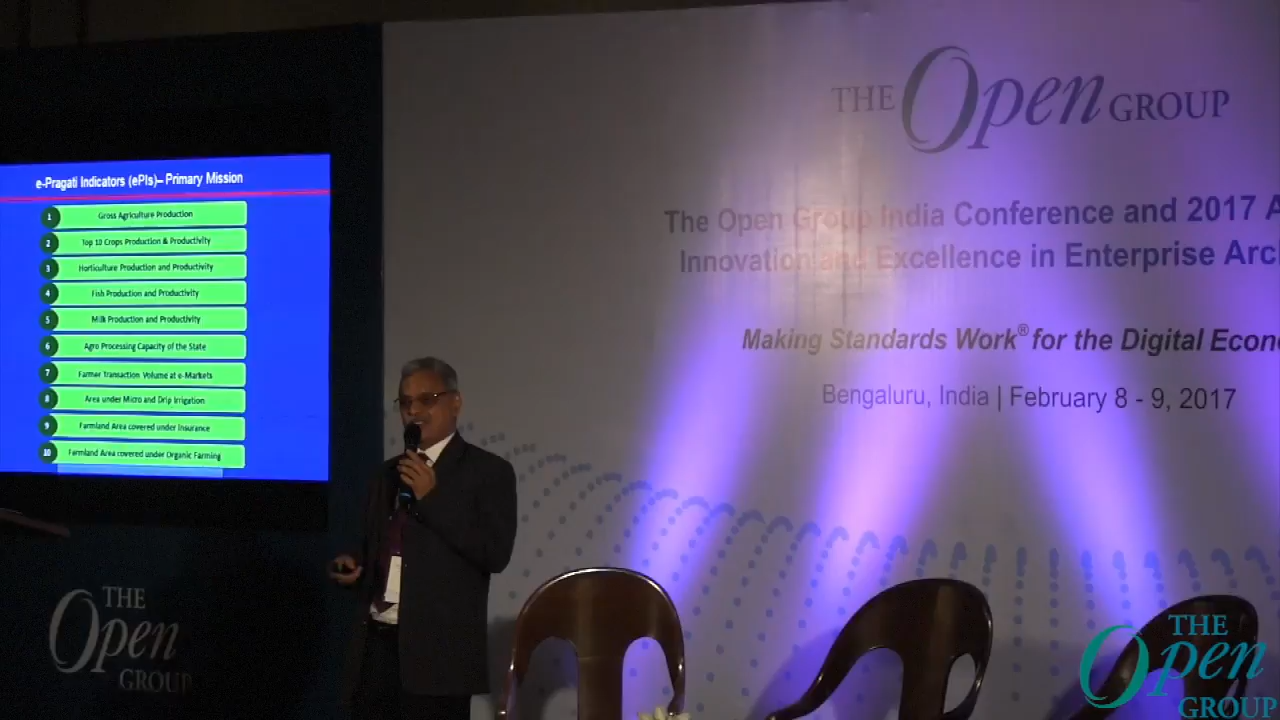 e-Pragati Indicators (ePIs)– Primary Mission
1 Gross Agriculture Production
2 Top 10 Crops Production & Productivity
3 Horticulture Production and Productivity
4 Fish Production and Productivity
5 Milk Production and Productivity
6 Agro Processing Capacity of the State
7 Farmer Transaction Volume at e-Markets
8 Area under Micro and Drip Irrigation
9 Farmland Area covered under Insurance
10 Farmland Area covered under Organic Farming
THE Open GROUP
The Open Group India Conference and 2017 A
Innovation and Excellence in Enterprise Arc
Making Standards Work® for the Digital Econ
Bengaluru, India | February 8 - 9, 2017
THE
Open
GROUP
THE
Open
GROUP